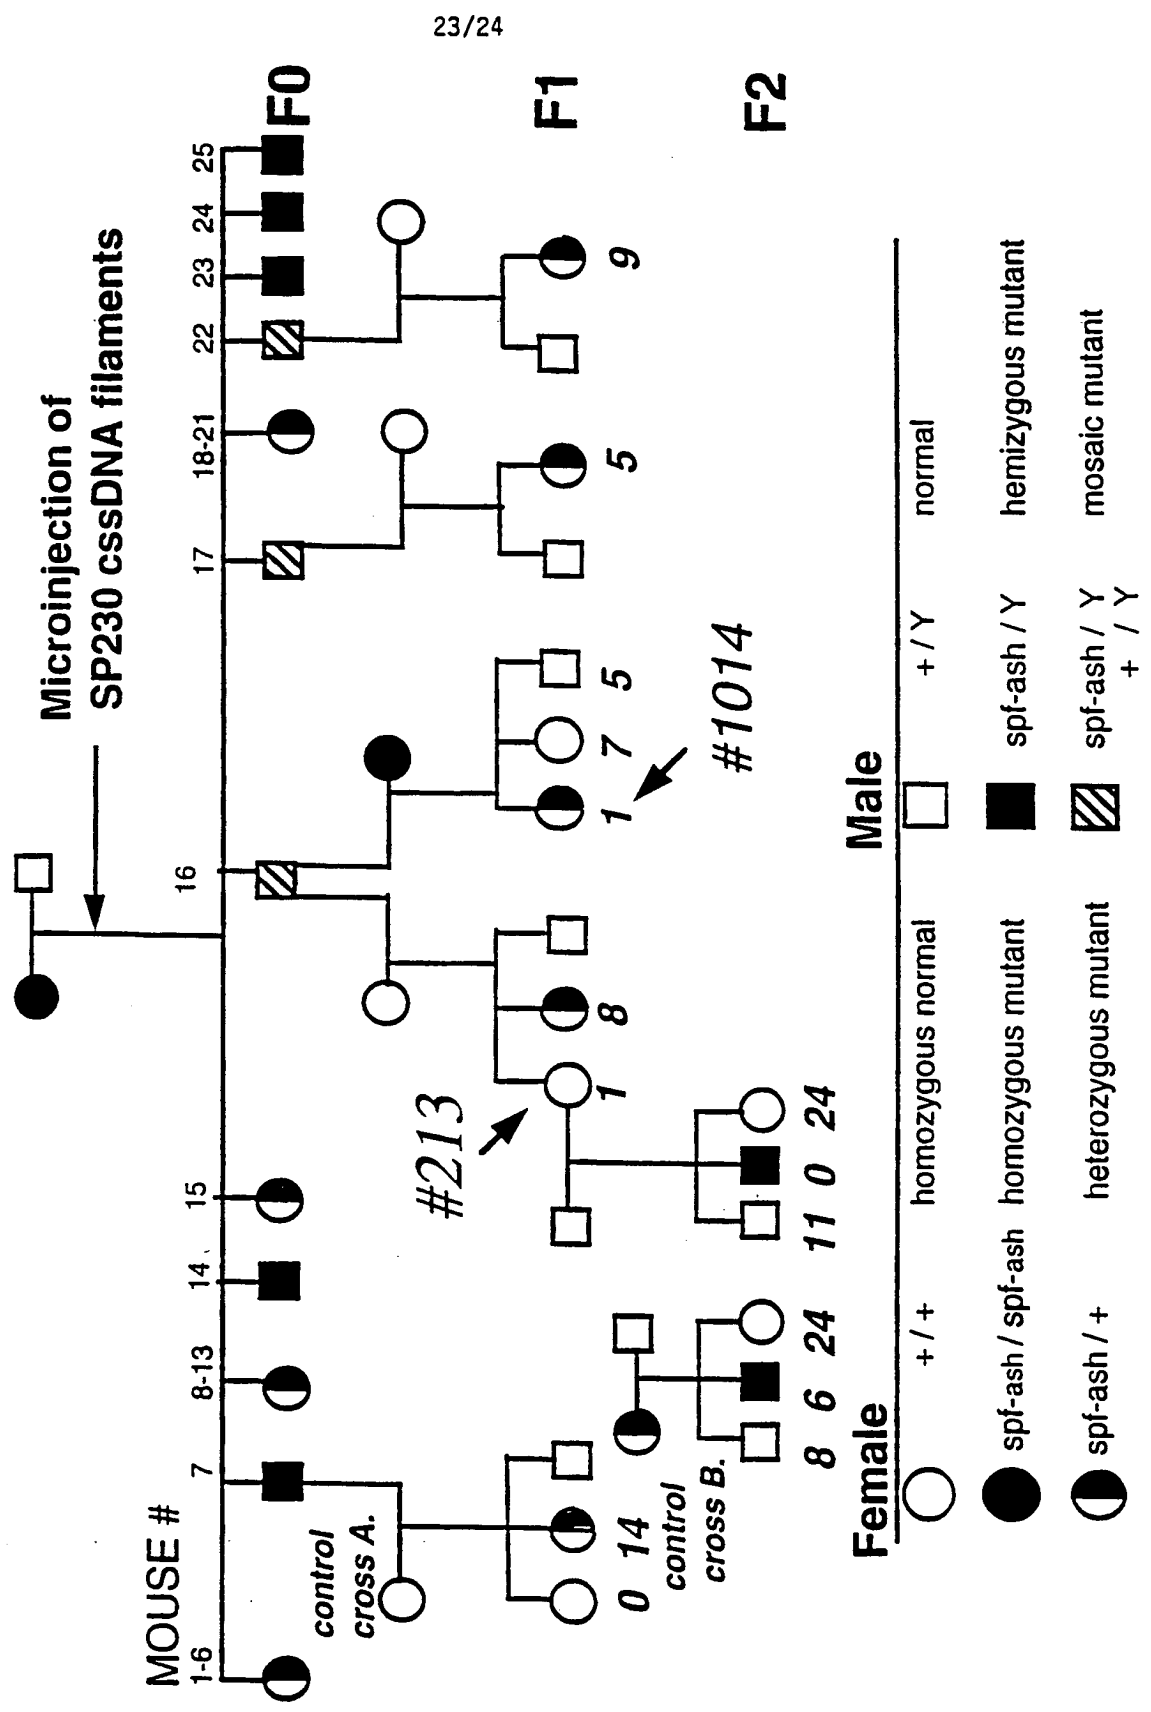 23/24
Microinjection of
SP230 cssDNA filaments
MOUSE #
1-6 7 8-13 14 15 16 17 18-21 22 23 24 25
F0
control
cross A.
#213
F1
0 14 1 8 1 7 5 5 9
#1014
control
cross B.
F2
8 6 24 11 0 24
Female Male
+ / + homozygous normal + / Y normal
spf-ash / spf-ash homozygous mutant spf-ash / Y hemizygous mutant
spf-ash / + heterozygous mutant spf-ash / Y mosaic mutant
+ / Y